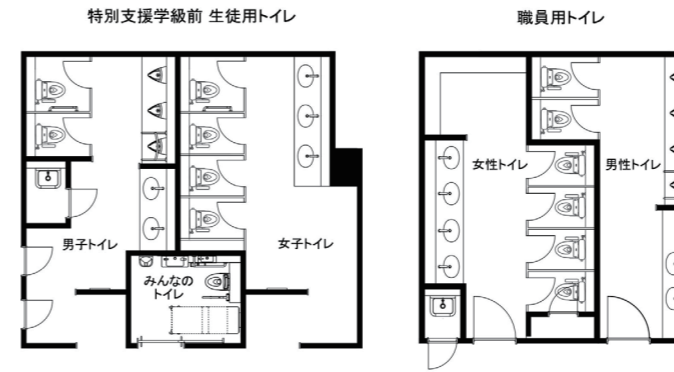 特別支援学級前 生徒用トイレ
職員用トイレ
女性トイレ
男性トイレ
男子トイレ
女子トイレ
みんなの
トイレ